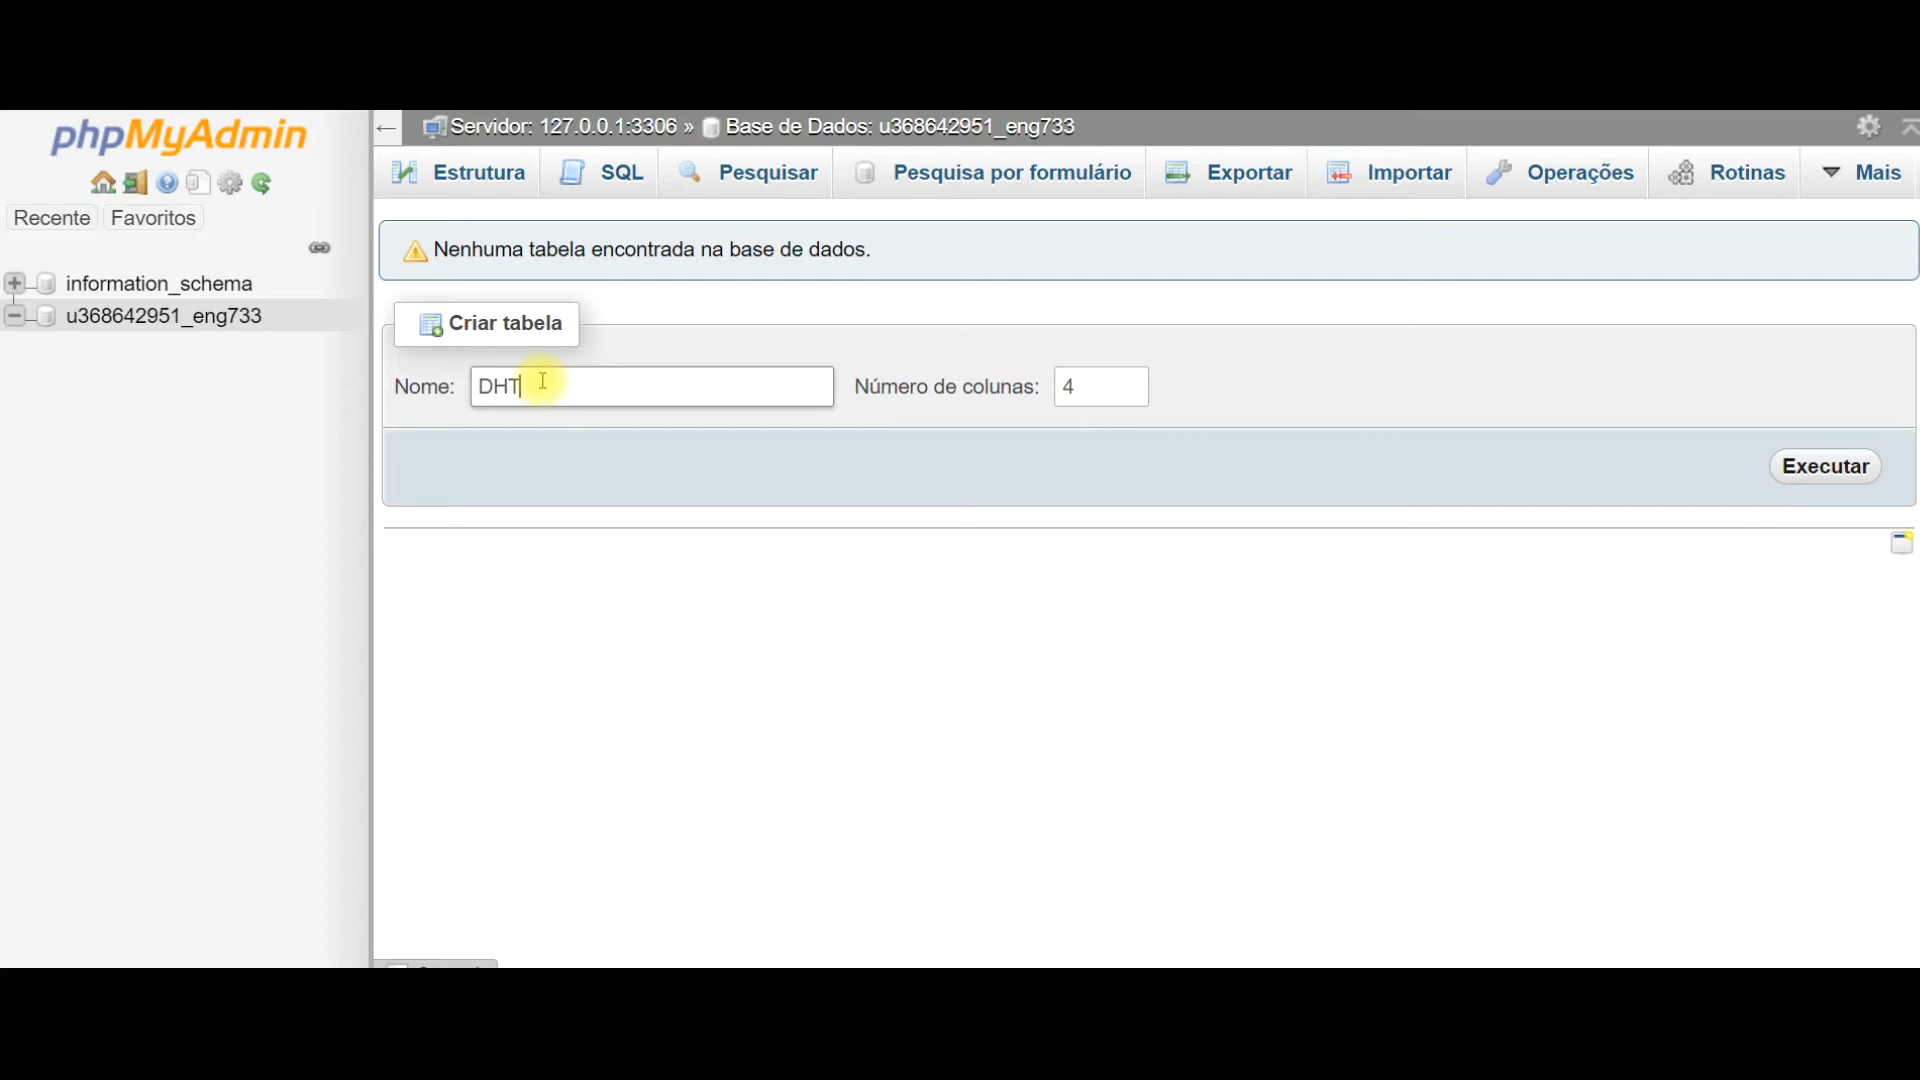 phpMyAdmin
Recente Favoritos
information_schema
u368642951_eng733
Servidor: 127.0.0.1:3306 » Base de Dados: u368642951_eng733
Estrutura SQL Pesquisar Pesquisa por formulário Exportar Importar Operações Rotinas Mais
Nenhuma tabela encontrada na base de dados.
Criar tabela
Nome: DHT Número de colunas: 4
Executar